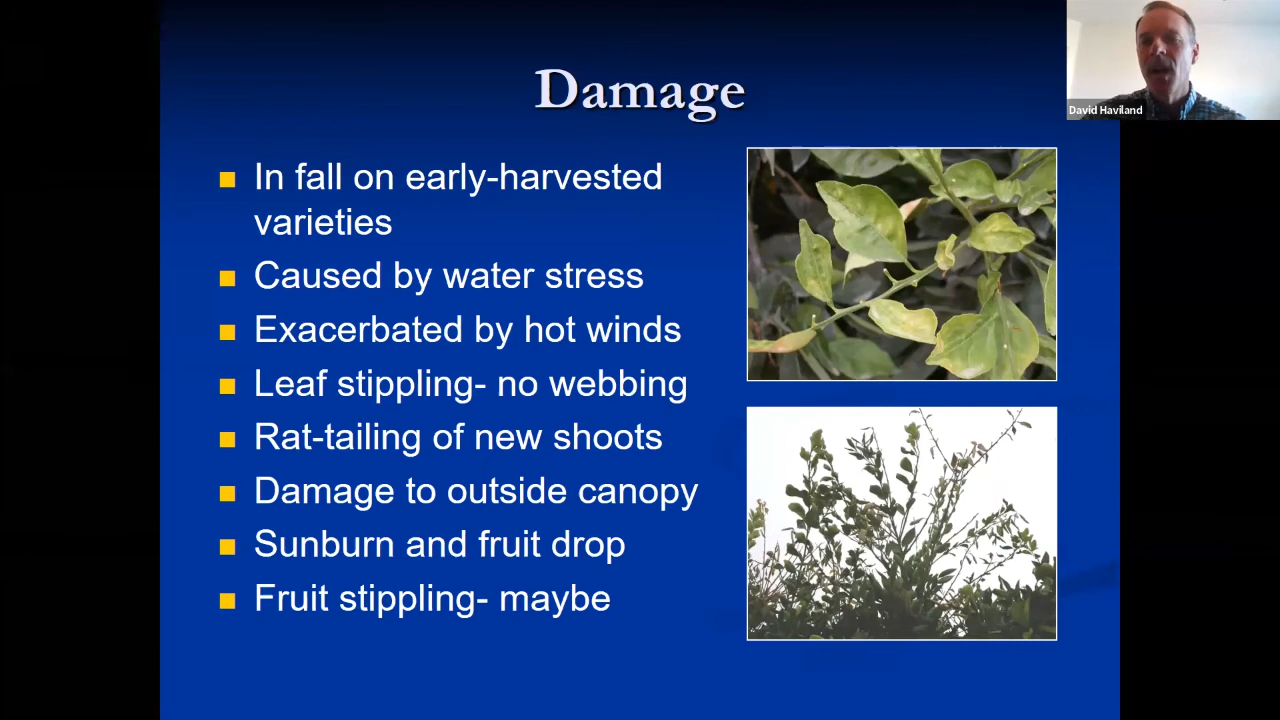 Damage
David Haviland
In fall on early-harvested
varieties
Caused by water stress
Exacerbated by hot winds
Leaf stippling- no webbing
Rat-tailing of new shoots
Damage to outside canopy
Sunburn and fruit drop
Fruit stippling- maybe